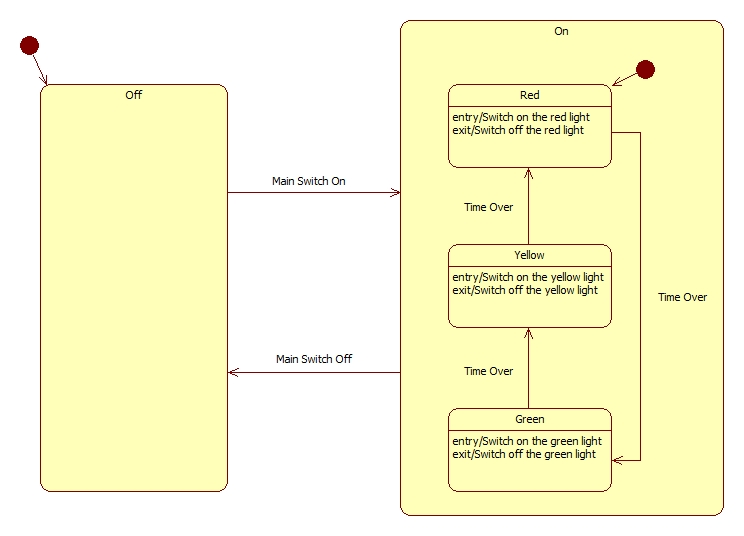 On
Off
Red
entry/Switch on the red light
exit/Switch off the red light
Main Switch On
Time Over
Yellow
entry/Switch on the yellow light
exit/Switch off the yellow light
Time Over
Main Switch Off
Time Over
Green
entry/Switch on the green light
exit/Switch off the green light